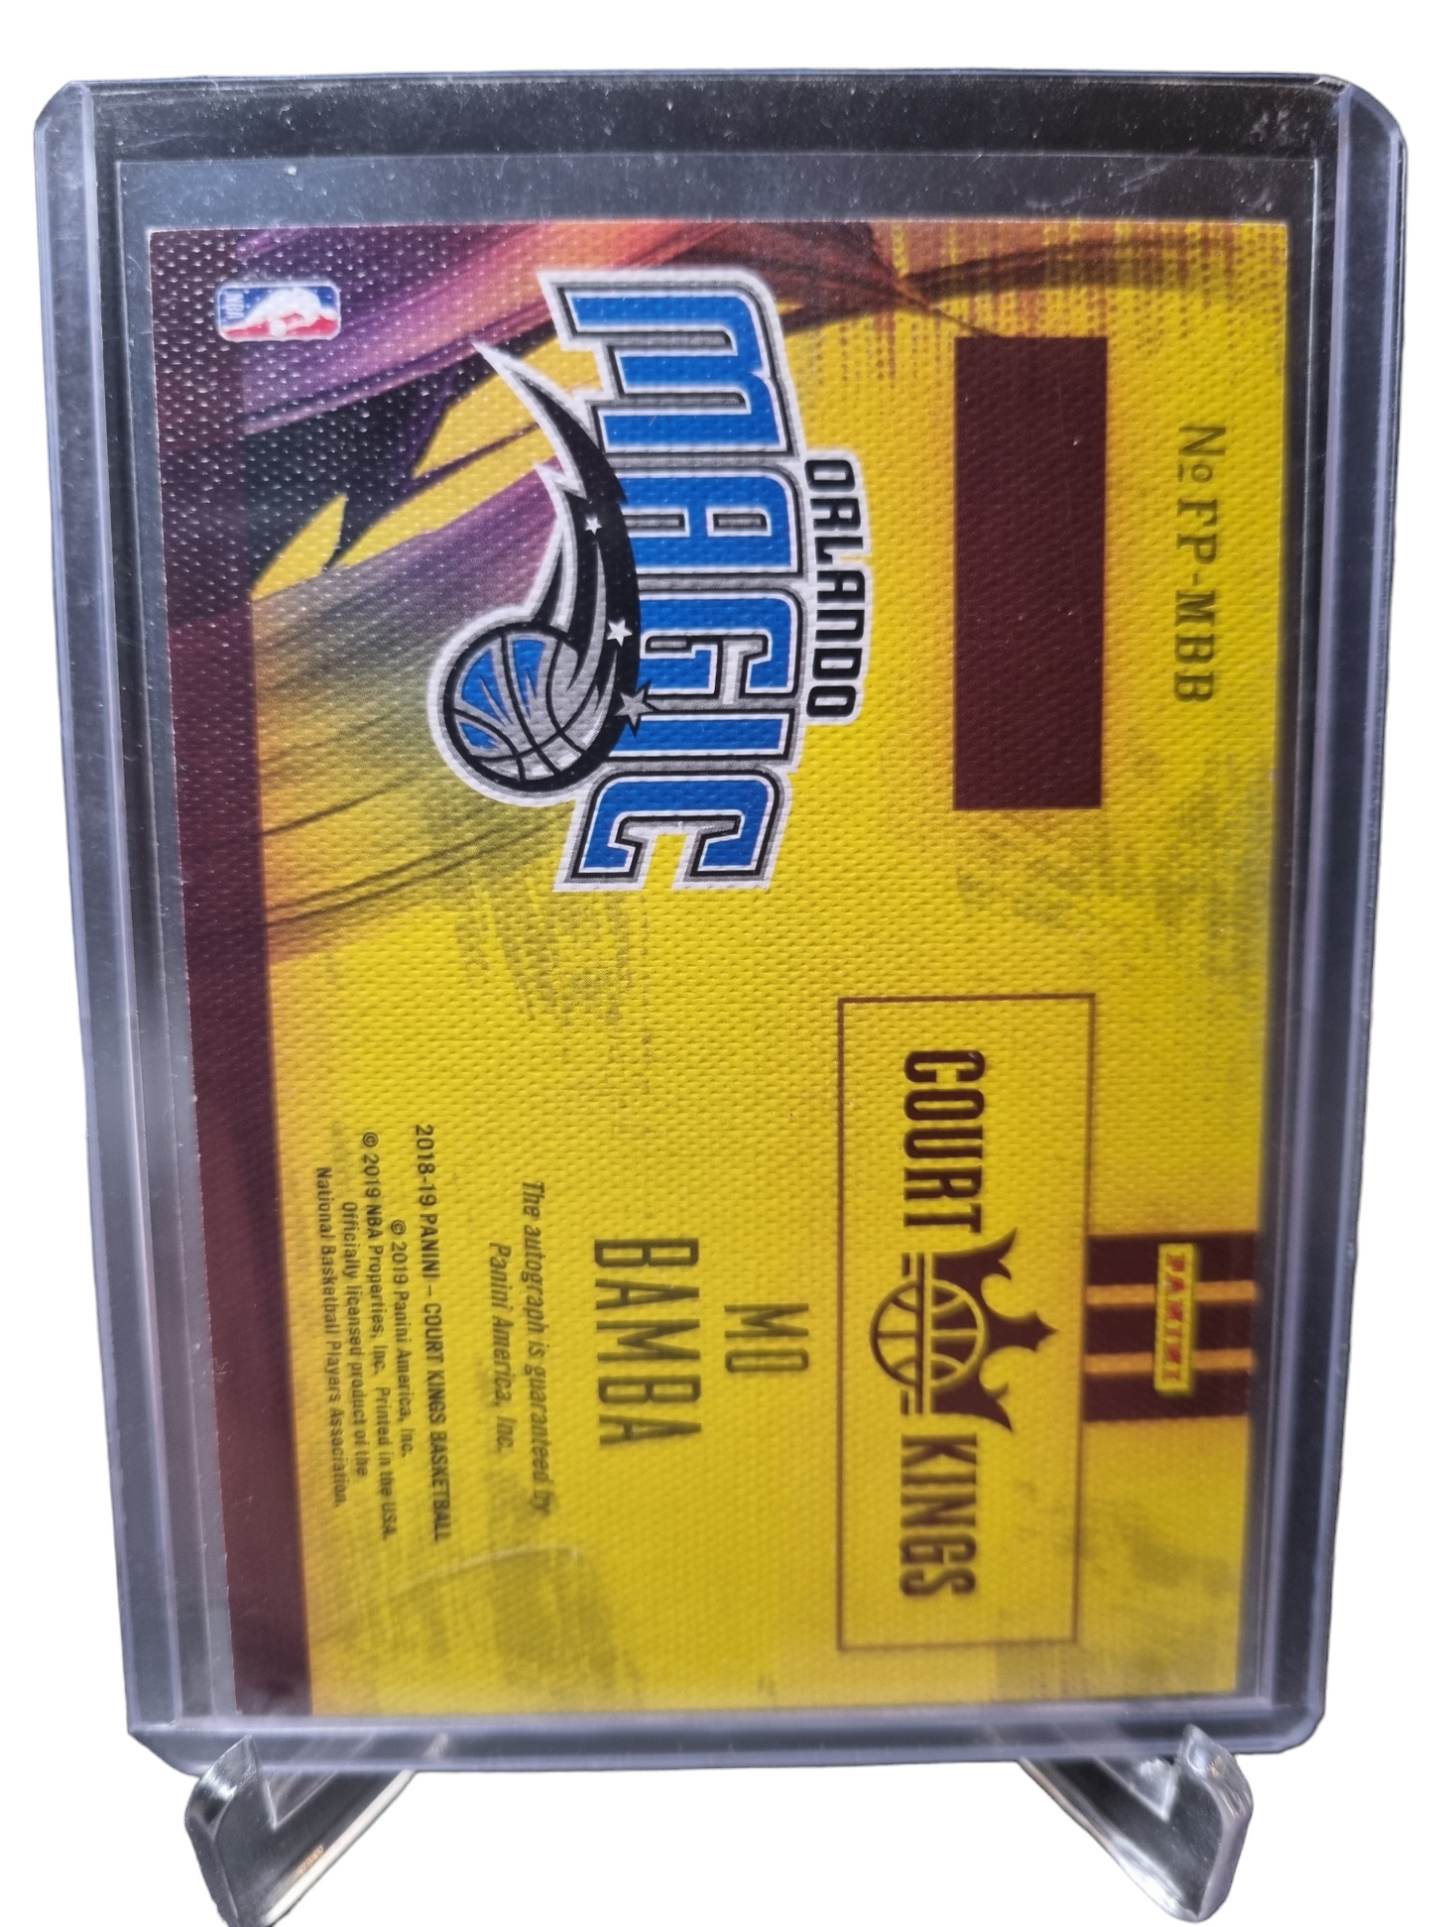 No FP-MBB
PANINI
COURT KINGS
ORLANDO
MAGIC
MO
BAMBA
The autograph is guaranteed by
Panini America, Inc.
2018-19 PANINI – COURT KINGS BASKETBALL
© 2019 Panini America, Inc.
© 2019 NBA Properties, Inc. Printed in the USA.
Officially licensed product of the
National Basketball Players Association.
NBA